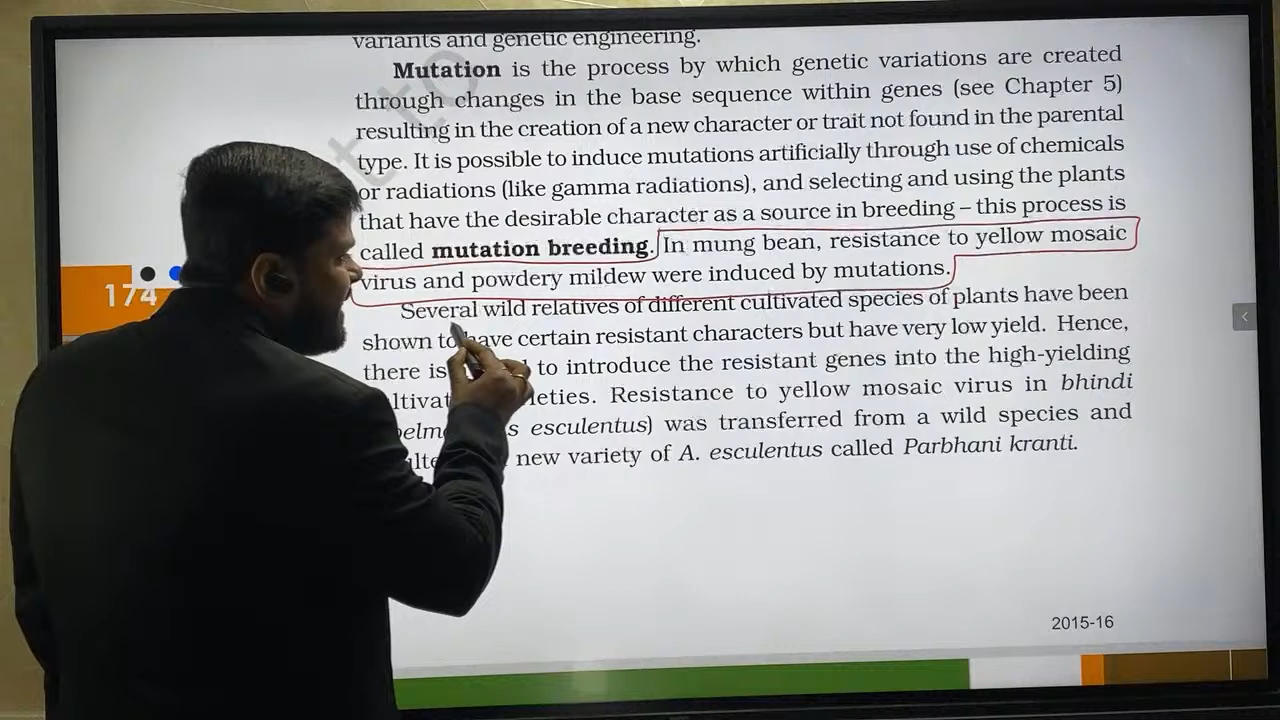 variants and genetic engineering.
Mutation is the process by which genetic variations are created
through changes in the base sequence within genes (see Chapter 5)
resulting in the creation of a new character or trait not found in the parental
type. It is possible to induce mutations artificially through use of chemicals
or radiations (like gamma radiations), and selecting and using the plants
that have the desirable character as a source in breeding – this process is
called mutation breeding. In mung bean, resistance to yellow mosaic
virus and powdery mildew were induced by mutations.
174
Several wild relatives of different cultivated species of plants have been
shown to have certain resistant characters but have very low yield. Hence,
there is to introduce the resistant genes into the high-yielding
Resistance to yellow mosaic virus in bhindi
esculentus) was transferred from a wild species and
new variety of A. esculentus called Parbhani kranti.
2015-16